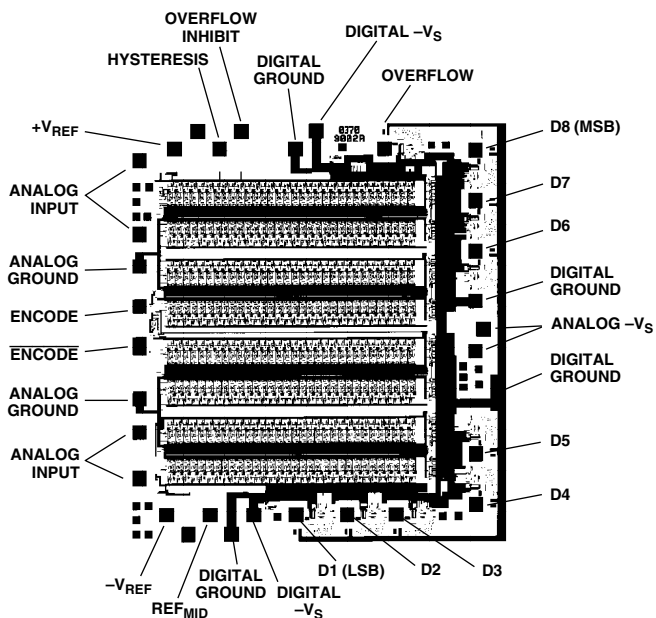 OVERFLOW
INHIBIT
DIGITAL –VS
HYSTERESIS
DIGITAL
GROUND
OVERFLOW
+VREF
0370
9002A
D8 (MSB)
ANALOG
INPUT
D7
D6
ANALOG
GROUND
DIGITAL
GROUND
ENCODE
ANALOG –VS
ENCODE
DIGITAL
GROUND
ANALOG
GROUND
ANALOG
INPUT
D5
D4
–VREF
REFMID
DIGITAL
GROUND
DIGITAL
–VS
D1 (LSB)
D2
D3